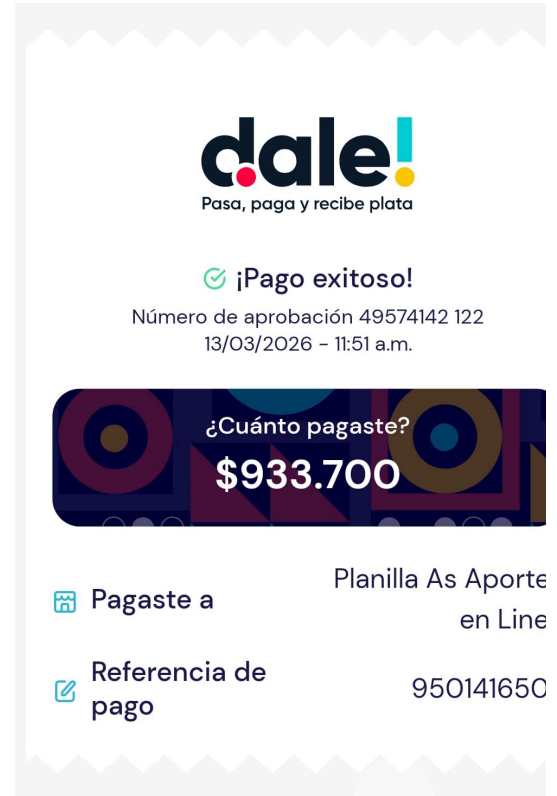 dale!
Pasa, paga y recibe plata
¡Pago exitoso!
Número de aprobación 49574142 122
13/03/2026 - 11:51 a.m.
¿Cuánto pagaste?
$933.700
Pagaste a
Planilla As Aporte
en Line
Referencia de
pago
950141650